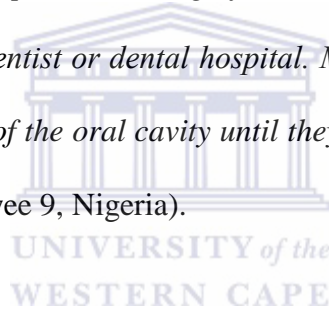 entist or dental hospital. M
of the oral cavity until they
ee 9, Nigeria).
UNIVERSITY of the
WESTERN CAPE